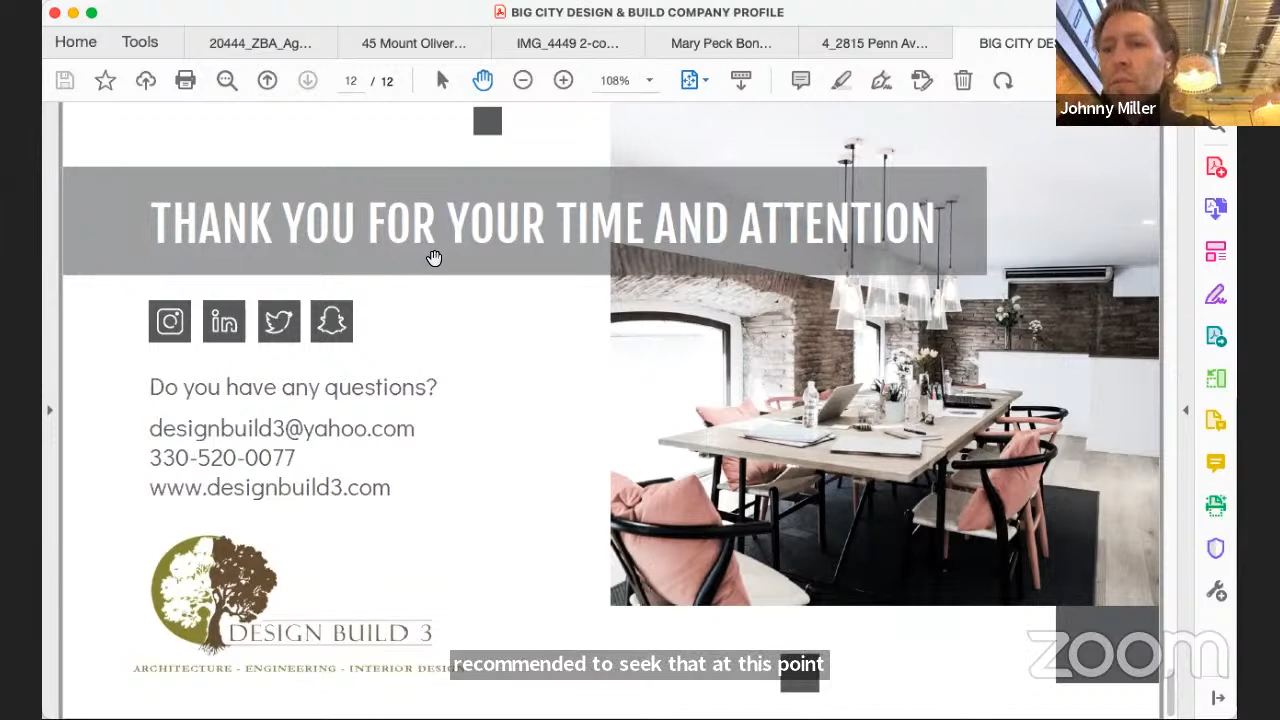 BIG CITY DESIGN & BUILD COMPANY PROFILE
Home
Tools
20444_ZBA_Ag...
45 Mount Oliver...
IMG_4449 2-co...
Mary Peck Bon...
4_2815 Penn Av...
BIG CITY DES
12 / 12
108%
Johnny Miller
THANK YOU FOR YOUR TIME AND ATTENTION
Do you have any questions?
designbuild3@yahoo.com
330-520-0077
www.designbuild3.com
DESIGN BUILD 3
ARCHITECTURE - ENGINEERING - INTERIOR DESIG
recommended to seek that at this point
zoom